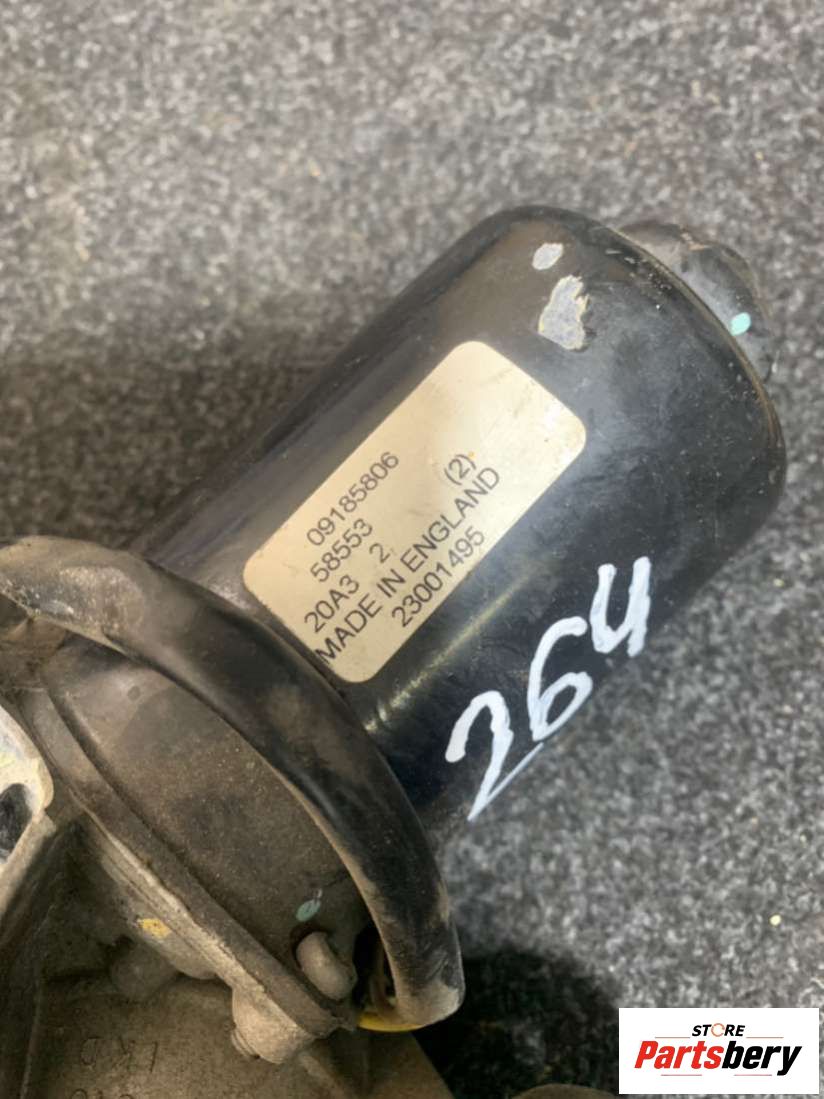 09185806
58553 (2)
20A3 2,
MADE IN ENGLAND
23001495
264
STORE
Partsbery